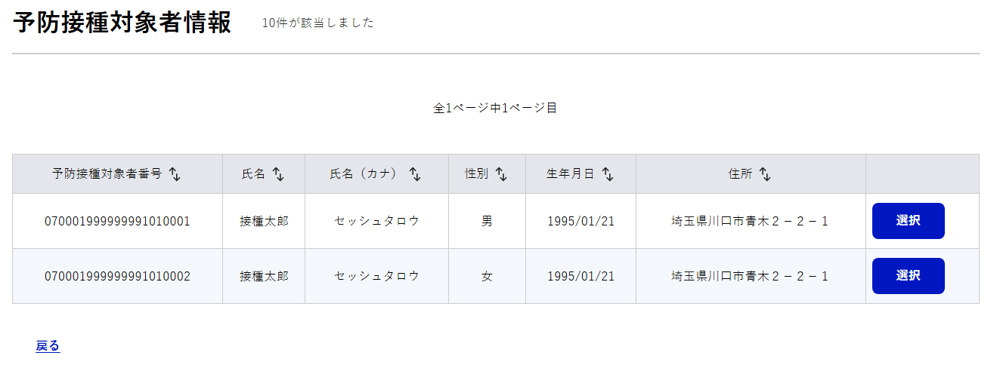 予防接種対象者情報 10件が該当しました
全1ページ中1ページ目
予防接種対象者番号 氏名 氏名（カナ） 性別 生年月日 住所
070001999999991010001 接種太郎 セッシュタロウ 男 1995/01/21 埼玉県川口市青木２－２－１ 選択
070001999999991010002 接種太郎 セッシュタロウ 女 1995/01/21 埼玉県川口市青木２－２－１ 選択
戻る